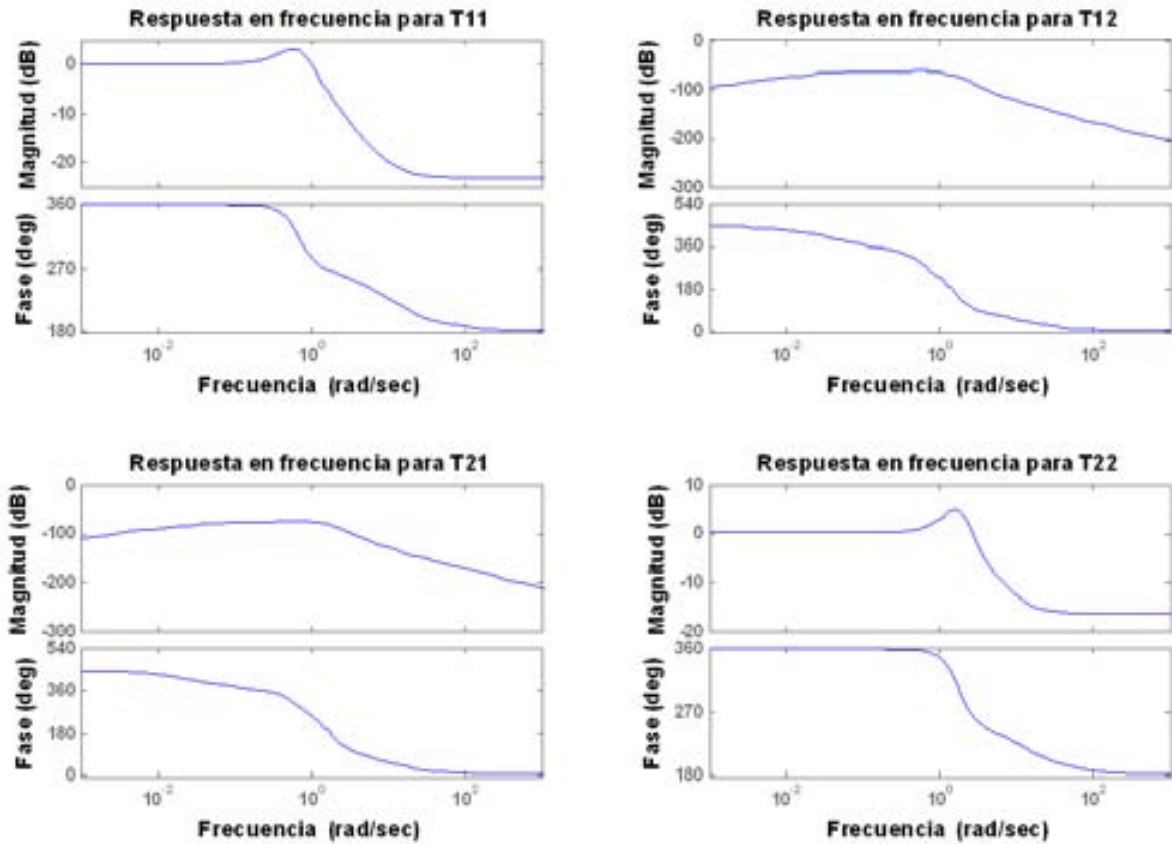 Respuesta en frecuencia para T11
Magnitud (dB)
0
-10
-20
Fase (deg)
360
270
180
10^-2
10^0
10^2
Frecuencia (rad/sec)
Respuesta en frecuencia para T12
Magnitud (dB)
0
-100
-200
-300
Fase (deg)
540
360
180
0
10^-2
10^0
10^2
Frecuencia (rad/sec)
Respuesta en frecuencia para T21
Magnitud (dB)
0
-100
-200
-300
Fase (deg)
540
360
180
0
10^-2
10^0
10^2
Frecuencia (rad/sec)
Respuesta en frecuencia para T22
Magnitud (dB)
10
0
-10
-20
Fase (deg)
360
270
180
10^-2
10^0
10^2
Frecuencia (rad/sec)